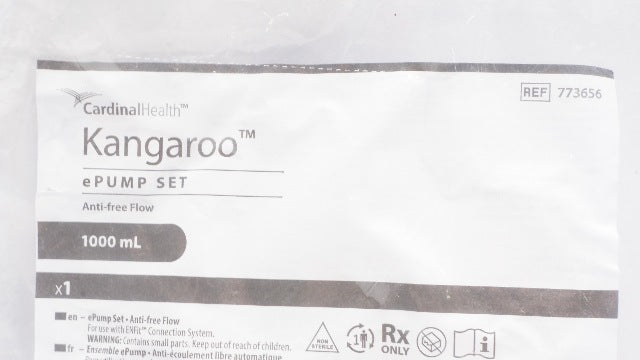 CardinalHealth™
REF 773656
Kangaroo™
ePUMP SET
Anti-free Flow
1000 mL
x1
en – ePump Set • Anti-free Flow
For use with ENFit™ Connection System.
WARNING: Contains small parts. Keep out of reach of children.
NON STERILE
1
Rx ONLY
i
fr – Ensemble ePump • Anti-écoulement libre automatique